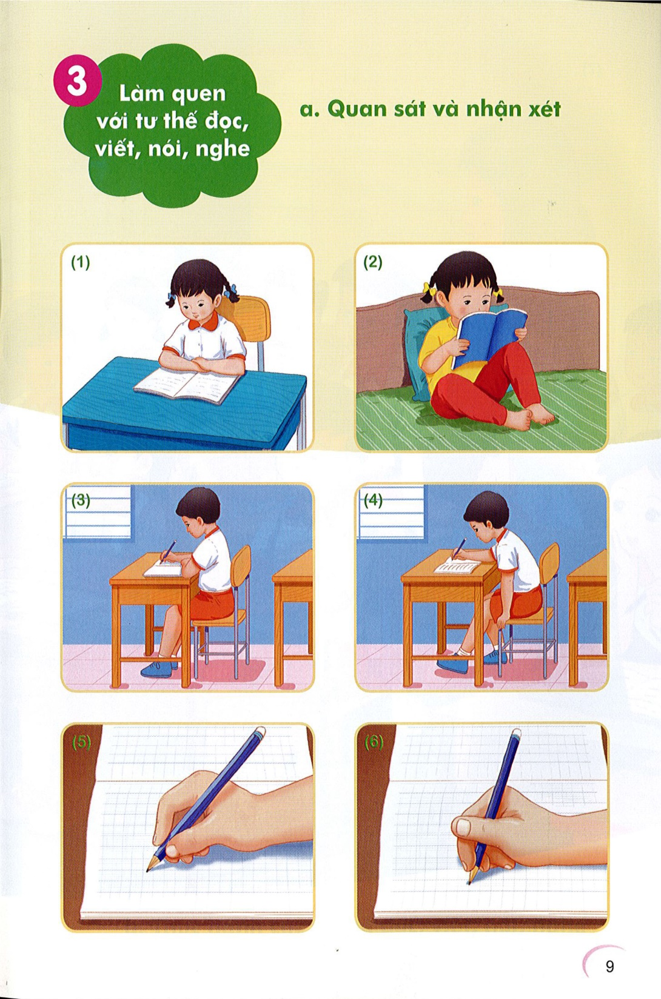 3
Làm quen
với tư thế đọc,
viết, nói, nghe
a. Quan sát và nhận xét
(1)
(2)
(3)
(4)
(5)
(6)
9